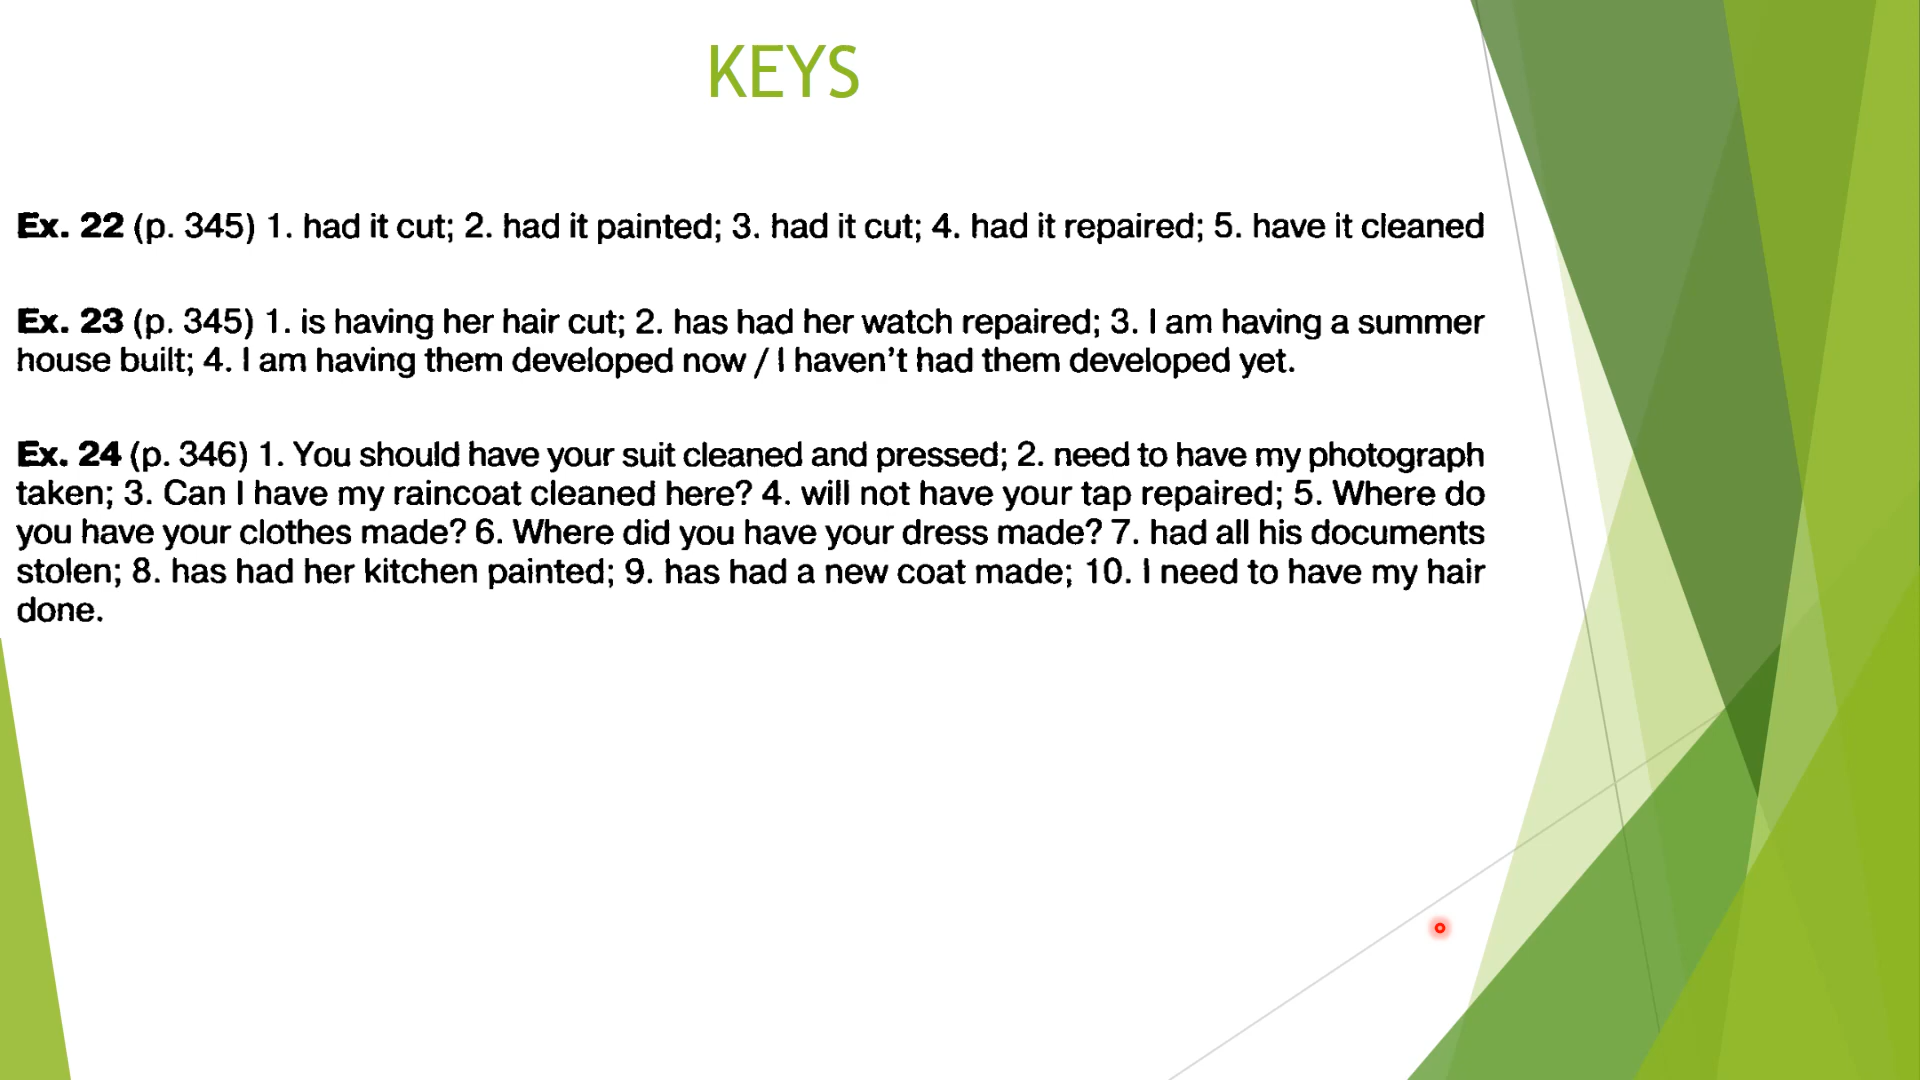 KEYS
Ex. 22 (p. 345) 1. had it cut; 2. had it painted; 3. had it cut; 4. had it repaired; 5. have it cleaned
Ex. 23 (p. 345) 1. is having her hair cut; 2. has had her watch repaired; 3. I am having a summer
house built; 4. I am having them developed now / I haven't had them developed yet.
Ex. 24 (p. 346) 1. You should have your suit cleaned and pressed; 2. need to have my photograph
taken; 3. Can I have my raincoat cleaned here? 4. will not have your tap repaired; 5. Where do
you have your clothes made? 6. Where did you have your dress made? 7. had all his documents
stolen; 8. has had her kitchen painted; 9. has had a new coat made; 10. I need to have my hair
done.